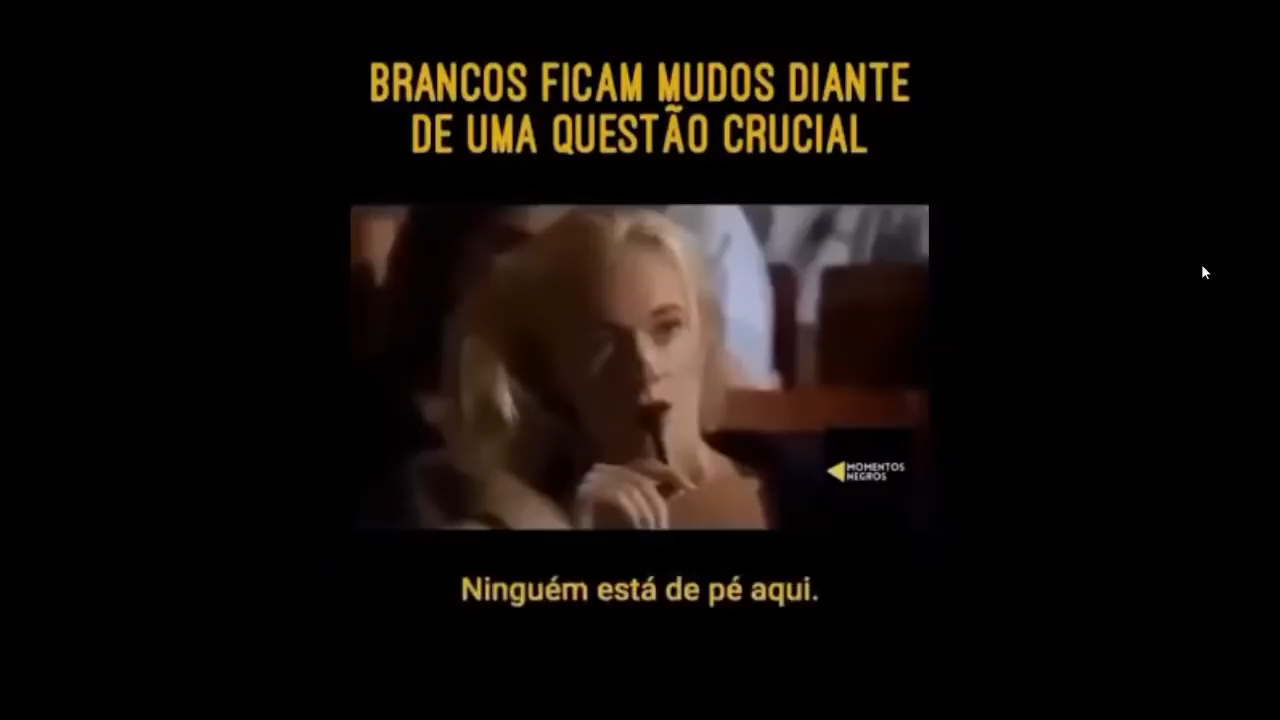 BRANCOS FICAM MUDOS DIANTE
DE UMA QUESTÃO CRUCIAL
MOMENTOS
NEGROS
Ninguém está de pé aqui.